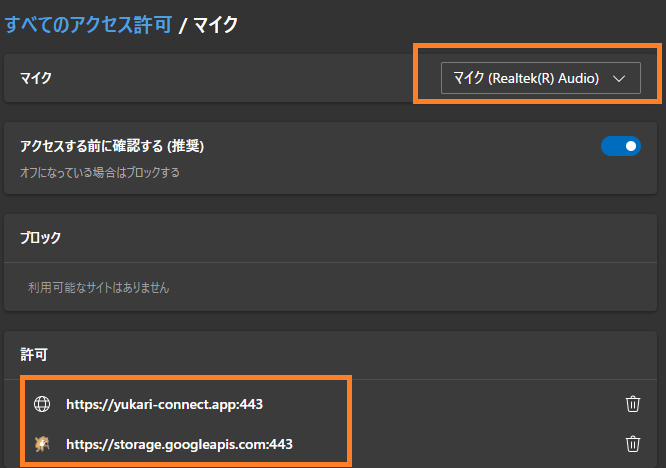 すべてのアクセス許可 / マイク
マイク
マイク (Realtek(R) Audio)
アクセスする前に確認する (推奨)
オフになっている場合はブロックする
ブロック
利用可能なサイトはありません
許可
https://yukari-connect.app:443
https://storage.googleapis.com:443